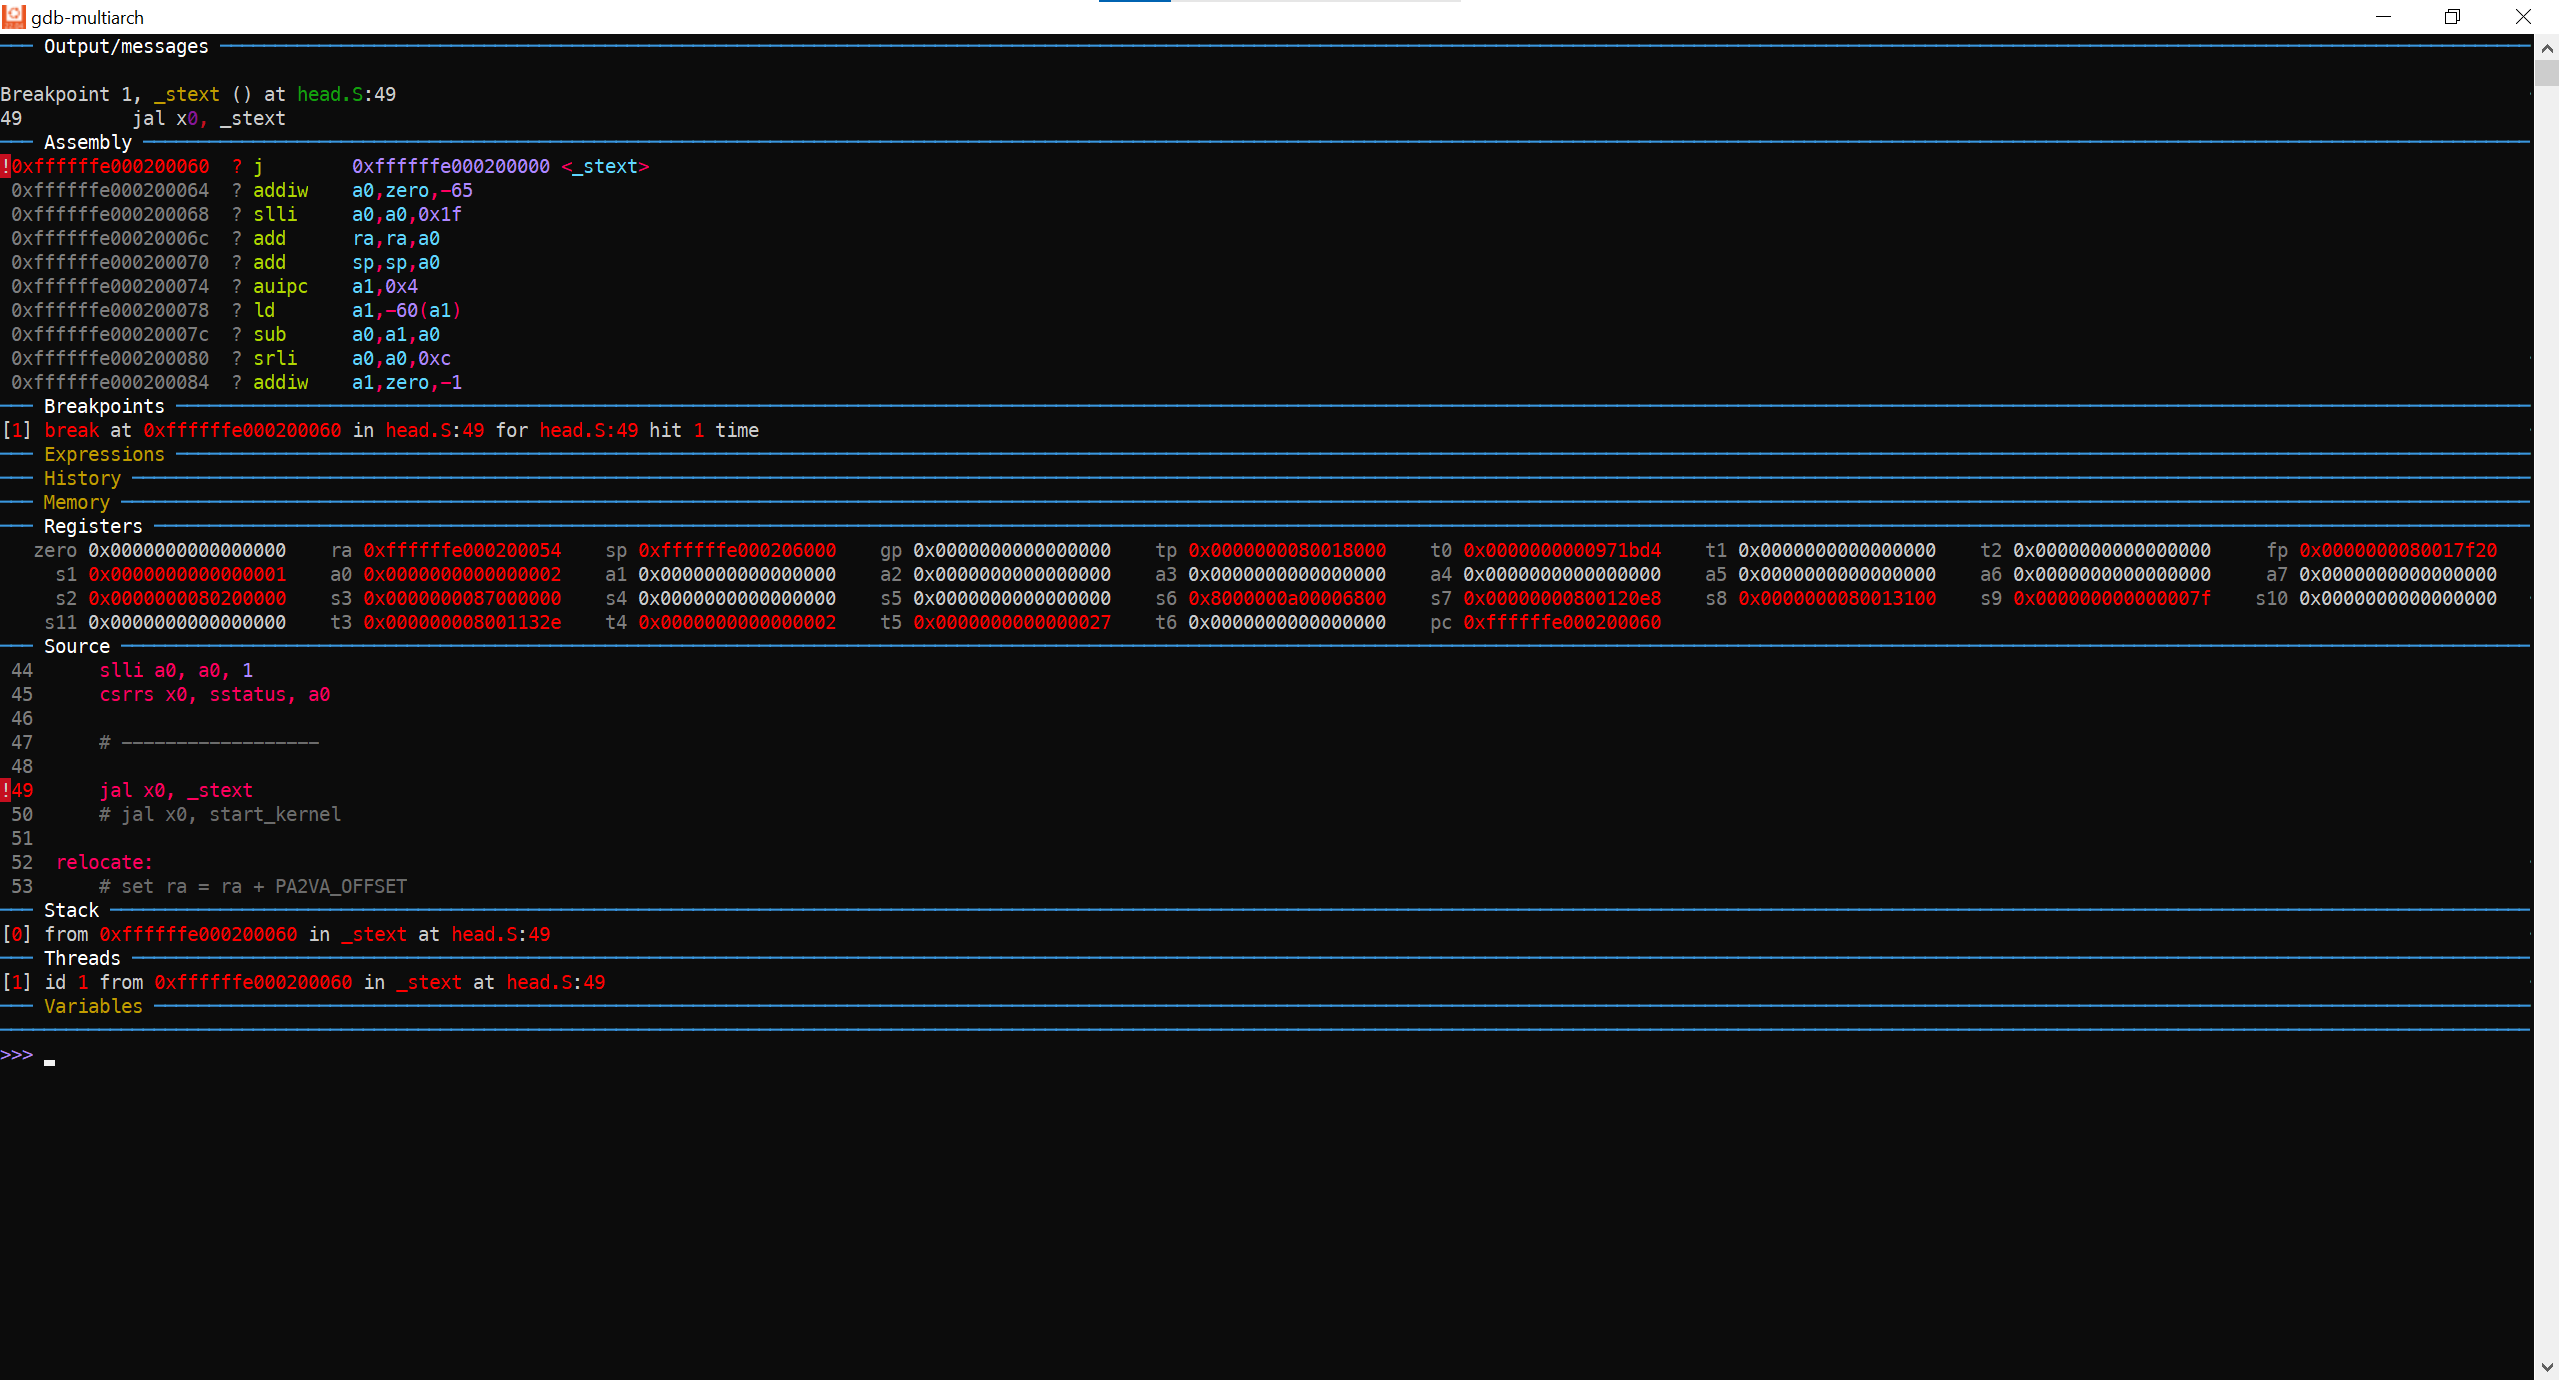 gdb-multiarch
Output/messages
Breakpoint 1, _stext () at head.S:49
49 jal x0, _stext
Assembly
!0xffffffe000200060 ? j 0xffffffe000200000 <_stext>
0xffffffe000200064 ? addiw a0,zero,-65
0xffffffe000200068 ? slli a0,a0,0x1f
0xffffffe00020006c ? add ra,ra,a0
0xffffffe000200070 ? add sp,sp,a0
0xffffffe000200074 ? auipc a1,0x4
0xffffffe000200078 ? ld a1,-60(a1)
0xffffffe00020007c ? sub a0,a1,a0
0xffffffe000200080 ? srli a0,a0,0xc
0xffffffe000200084 ? addiw a1,zero,-1
Breakpoints
[1] break at 0xffffffe000200060 in head.S:49 for head.S:49 hit 1 time
Expressions
History
Memory
Registers
zero 0x0000000000000000 ra 0xffffffe000200054 sp 0xffffffe000206000 gp 0x0000000000000000 tp 0x0000000080018000 t0 0x0000000000971bd4 t1 0x0000000000000000 t2 0x0000000000000000 fp 0x0000000080017f20
s1 0x0000000000000001 a0 0x0000000000000002 a1 0x0000000000000000 a2 0x0000000000000000 a3 0x0000000000000000 a4 0x0000000000000000 a5 0x0000000000000000 a6 0x0000000000000000 a7 0x0000000000000000
s2 0x0000000080200000 s3 0x0000000087000000 s4 0x0000000000000000 s5 0x0000000000000000 s6 0x8000000a00006800 s7 0x00000000800120e8 s8 0x0000000080013100 s9 0x000000000000007f s10 0x0000000000000000
s11 0x0000000000000000 t3 0x000000008001132e t4 0x0000000000000002 t5 0x0000000000000027 t6 0x0000000000000000 pc 0xffffffe000200060
Source
44 slli a0, a0, 1
45 csrrs x0, sstatus, a0
46
47 # ------------------
48
!49 jal x0, _stext
50 # jal x0, start_kernel
51
52 relocate:
53 # set ra = ra + PA2VA_OFFSET
Stack
[0] from 0xffffffe000200060 in _stext at head.S:49
Threads
[1] id 1 from 0xffffffe000200060 in _stext at head.S:49
Variables
>>>